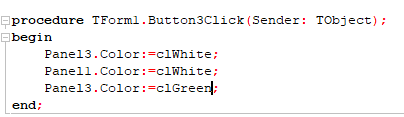 procedure TForm1.Button3Click(Sender: TObject);
begin
Panel3.Color:=clWhite;
Panel1.Color:=clWhite;
Panel3.Color:=clGreen;
end;